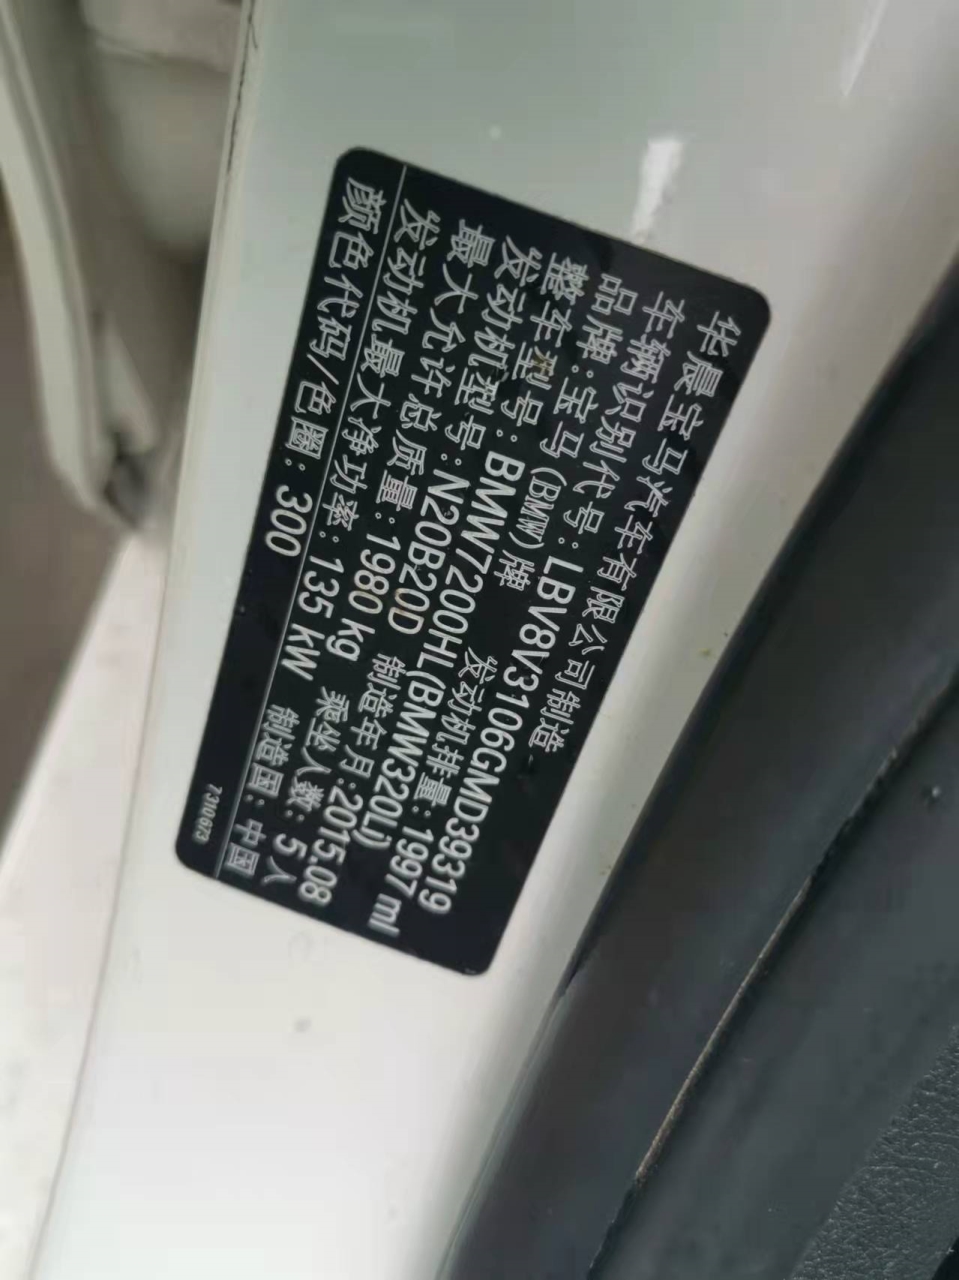 华晨宝马汽车有限公司制造
车辆识别代号: LBV8V3106GMD39319
品牌: 宝马 (BMW)牌 发动机排量: 1997 ml
整车型号: BMW7200HL(BMW320Li)
发动机型号: N20B20D 制造年月: 2015.08
最大允许总质量: 1980 kg 乘坐人数: 5 人
发动机最大净功率: 135 kW 制造国: 中国
颜色代码/色圈: 300
7310673